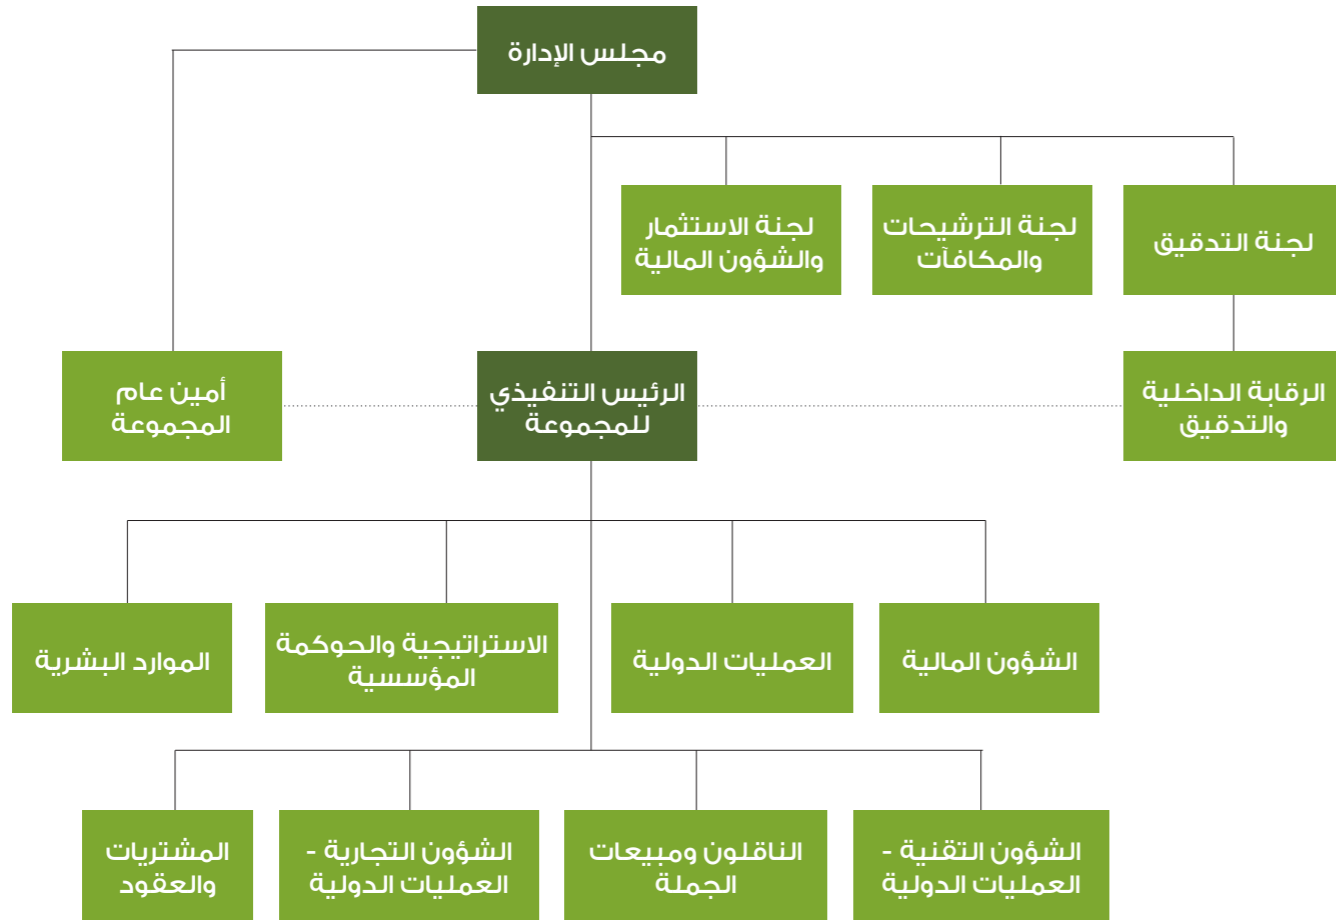 مجلس الإدارة
لجنة التدقيق
لجنة الترشيحات
والمكافآت
لجنة الاستثمار
والشؤون المالية
الرقابة الداخلية
والتدقيق
الرئيس التنفيذي
للمجموعة
أمين عام
المجموعة
الشؤون المالية
العمليات الدولية
الاستراتيجية والحوكمة
المؤسسية
الموارد البشرية
الشؤون التقنية -
العمليات الدولية
الناقلون ومبيعات
الجملة
الشؤون التجارية -
العمليات الدولية
المشتريات
والعقود